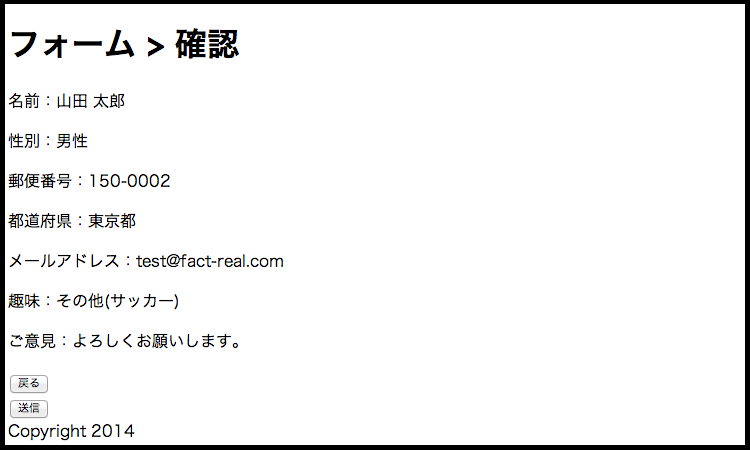 フォーム > 確認
名前：山田 太郎
性別：男性
郵便番号：150-0002
都道府県：東京都
メールアドレス：test@fact-real.com
趣味：その他(サッカー)
ご意見：よろしくお願いします。
戻る
送信
Copyright 2014